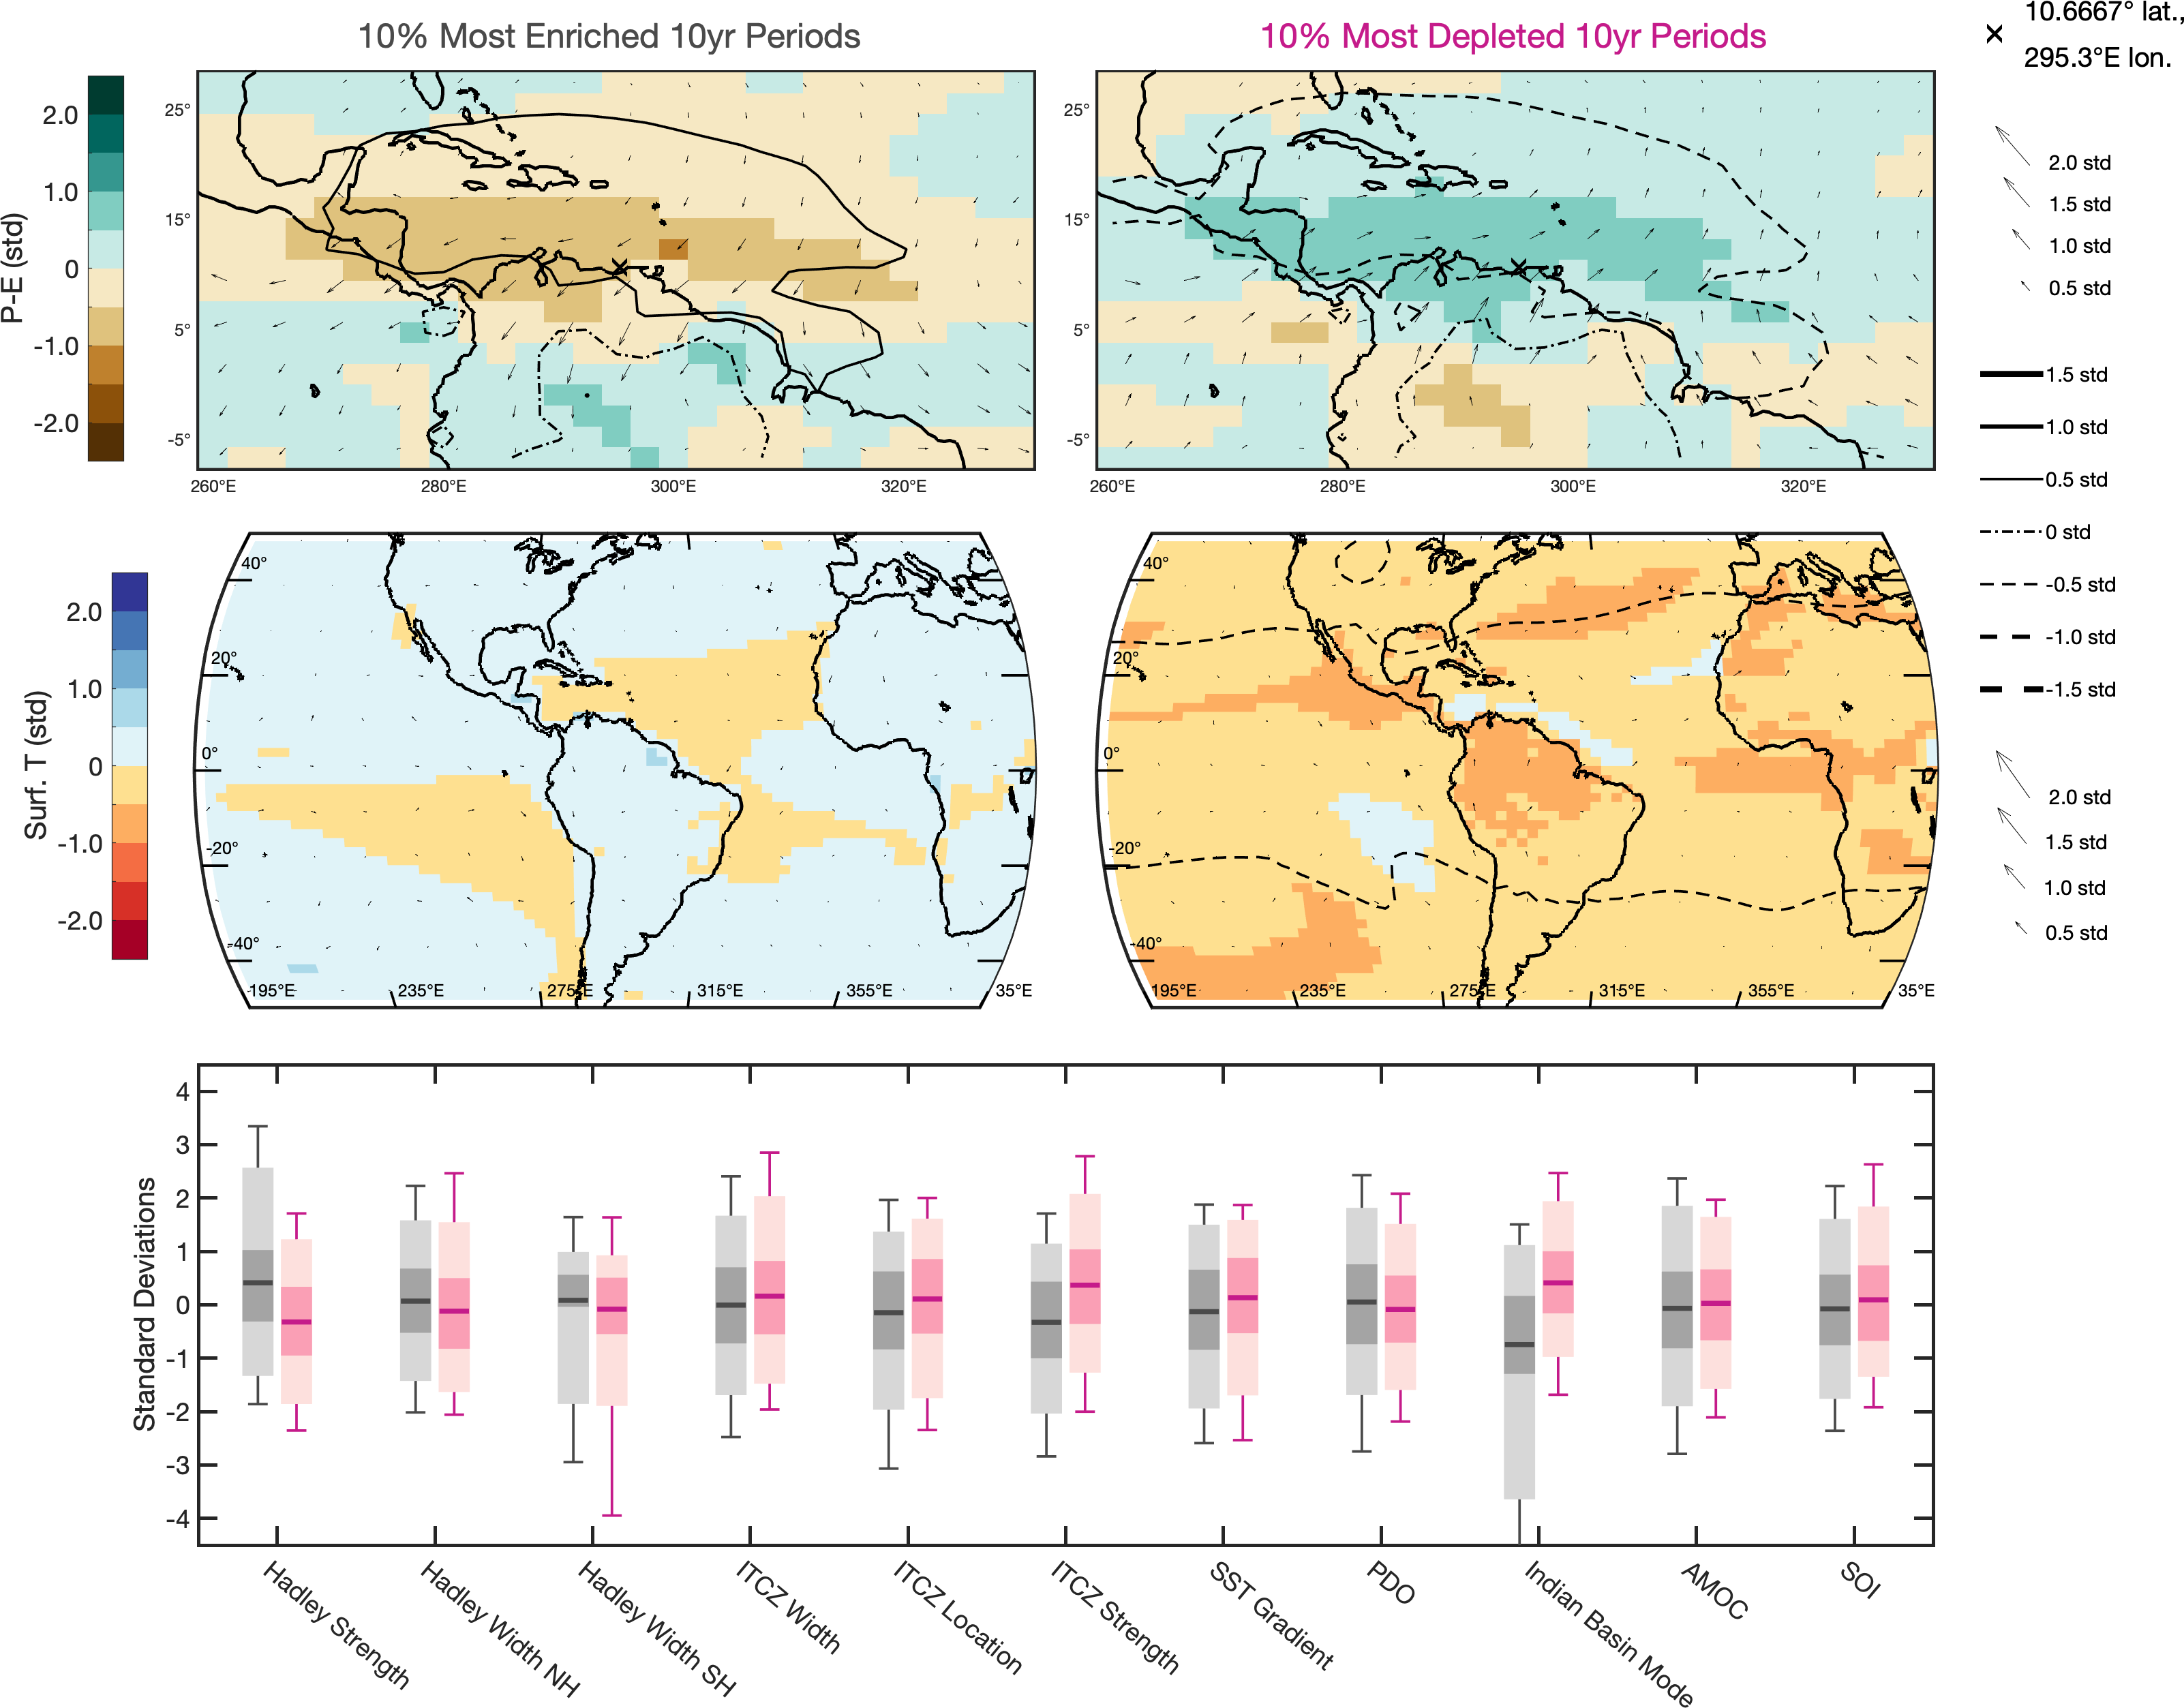 10% Most Enriched 10yr Periods
10% Most Depleted 10yr Periods
10.6667° lat.,
295.3°E lon.
P-E (std)
2.0
1.0
0
-1.0
-2.0
25°
15°
5°
-5°
260°E 280°E 300°E 320°E
25°
15°
5°
-5°
260°E 280°E 300°E 320°E
2.0 std
1.5 std
1.0 std
0.5 std
1.5 std
1.0 std
0.5 std
0 std
-0.5 std
-1.0 std
-1.5 std
Surf. T (std)
2.0
1.0
0
-1.0
-2.0
40°
20°
0°
-20°
-40°
195°E 235°E 275°E 315°E 355°E 35°E
40°
20°
0°
-20°
-40°
195°E 235°E 275°E 315°E 355°E 35°E
2.0 std
1.5 std
1.0 std
0.5 std
Standard Deviations
4
3
2
1
0
-1
-2
-3
-4
Hadley Strength
Hadley Width NH
Hadley Width SH
ITCZ Width
ITCZ Location
ITCZ Strength
SST Gradient
PDO
Indian Basin Mode
AMOC
SOI